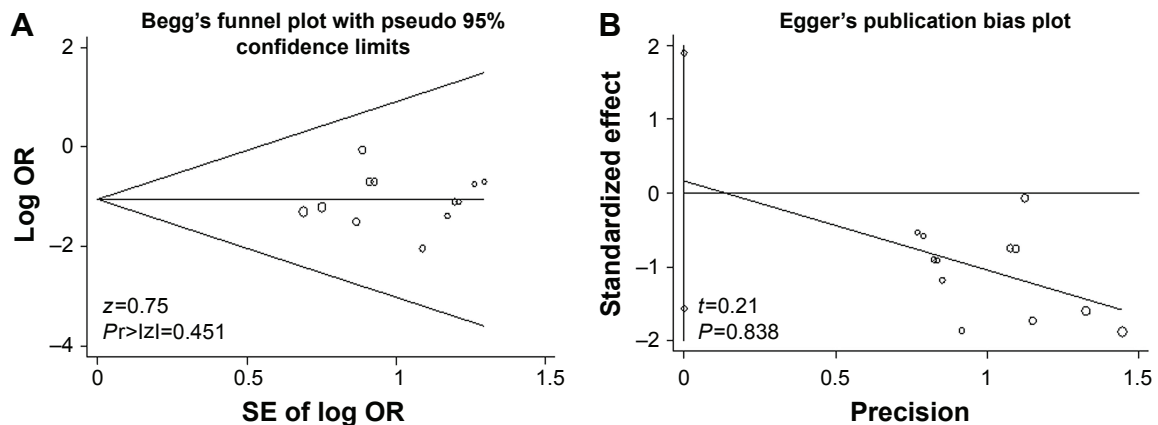 A
Begg’s funnel plot with pseudo 95%
confidence limits
2
0
–2
–4
Log OR
z=0.75
Pr>IzI=0.451
0
0.5
1
1.5
SE of log OR
B
Egger’s publication bias plot
2
1
0
–1
–2
Standardized effect
t=0.21
P=0.838
0
0.5
1
1.5
Precision